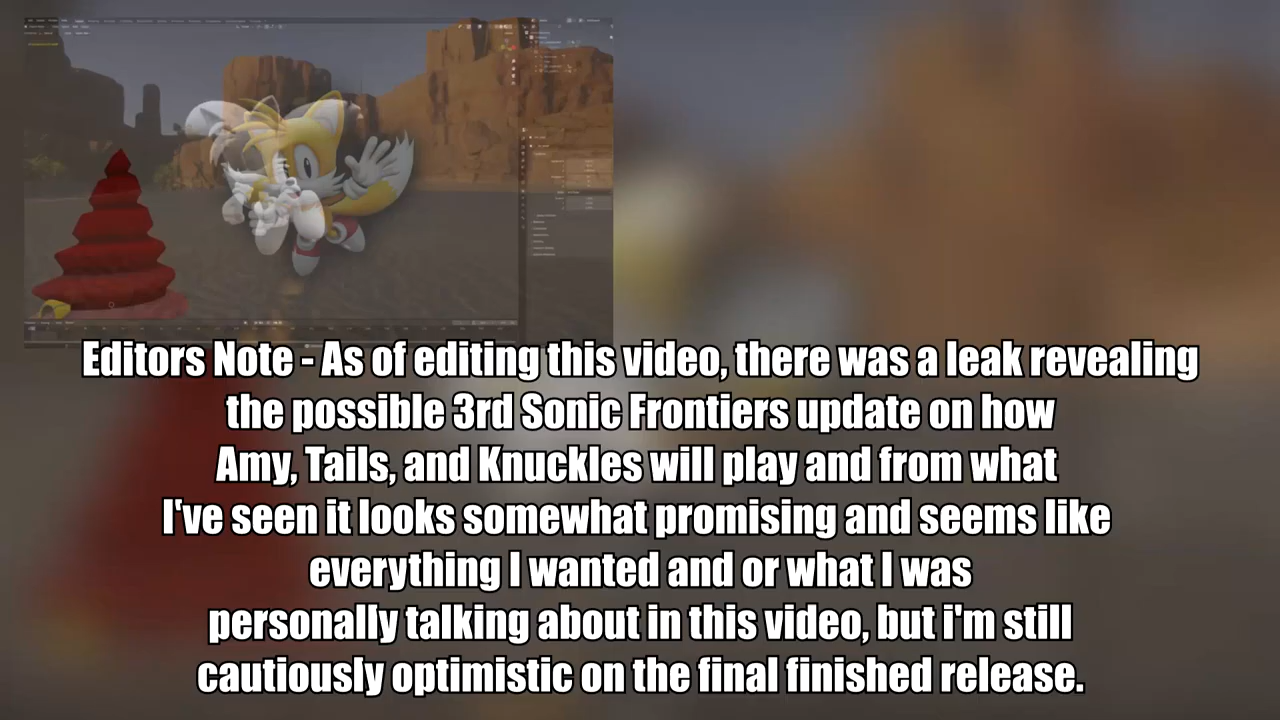 Editors Note - As of editing this video, there was a leak revealing
the possible 3rd Sonic Frontiers update on how
Amy, Tails, and Knuckles will play and from what
I've seen it looks somewhat promising and seems like
everything I wanted and or what I was
personally talking about in this video, but i'm still
cautiously optimistic on the final finished release.